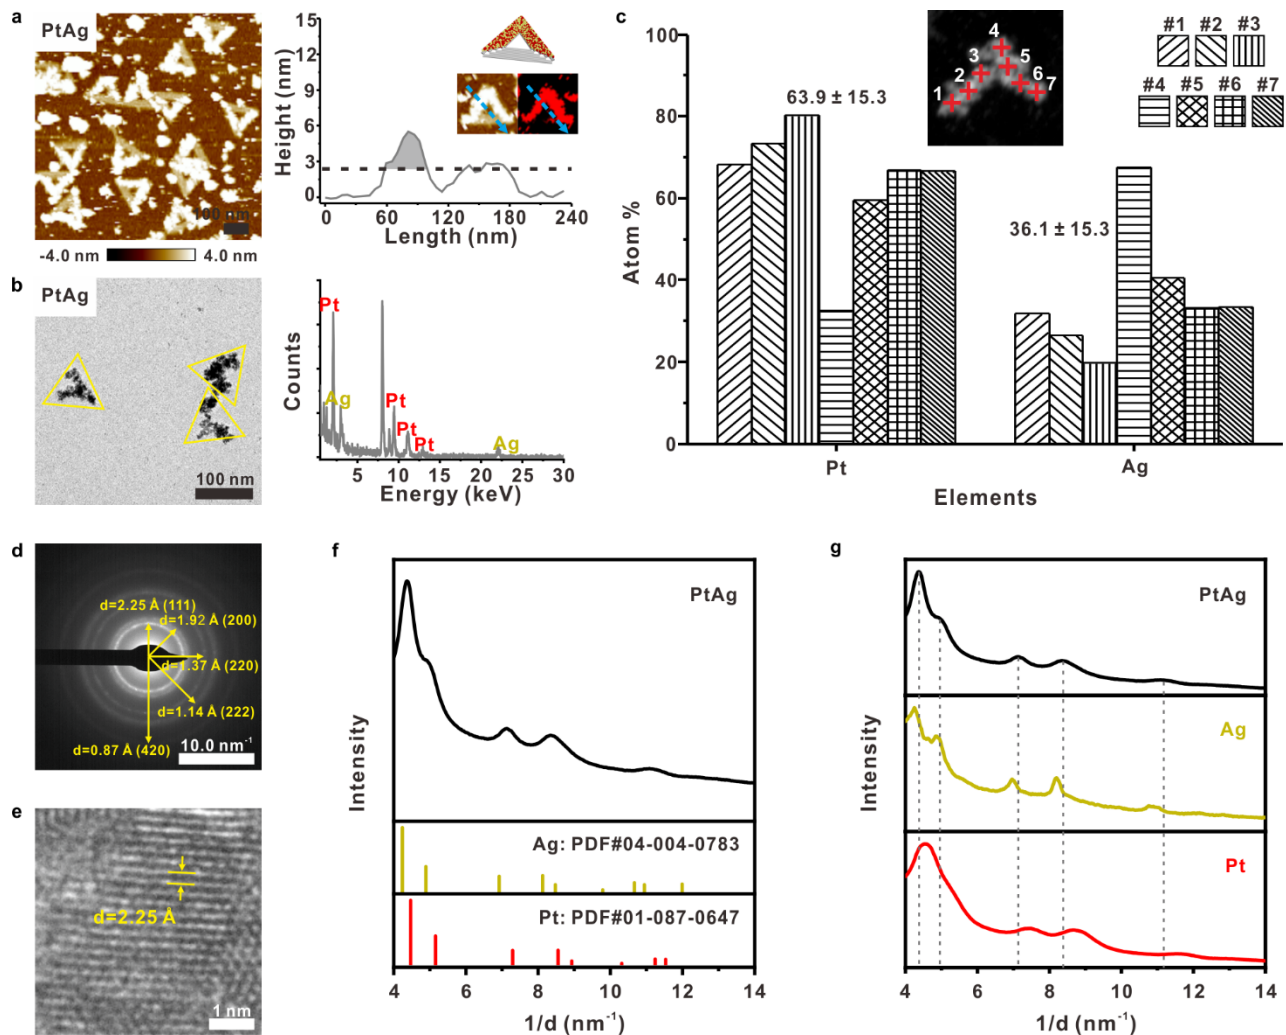 a
PtAg
100 nm
-4.0 nm
4.0 nm
Height (nm)
15
12
9
6
3
0
0
60
120
180
240
Length (nm)
b
PtAg
100 nm
Counts
Pt
Ag
Pt
Pt
Pt
Ag
5
10
15
20
25
30
Energy (keV)
c
Atom %
100
80
60
40
20
0
63.9 ± 15.3
36.1 ± 15.3
1
2
3
4
5
6
7
#1 #2 #3
#4 #5 #6 #7
Pt
Ag
Elements
d
d=2.25 Å (111)
d=1.92 Å (200)
d=1.37 Å (220)
d=1.14 Å (222)
d=0.87 Å (420)
10.0 nm⁻¹
e
d=2.25 Å
1 nm
f
PtAg
Intensity
Ag: PDF#04-004-0783
Pt: PDF#01-087-0647
4
6
8
10
12
14
1/d (nm⁻¹)
g
PtAg
Ag
Pt
Intensity
4
6
8
10
12
14
1/d (nm⁻¹)